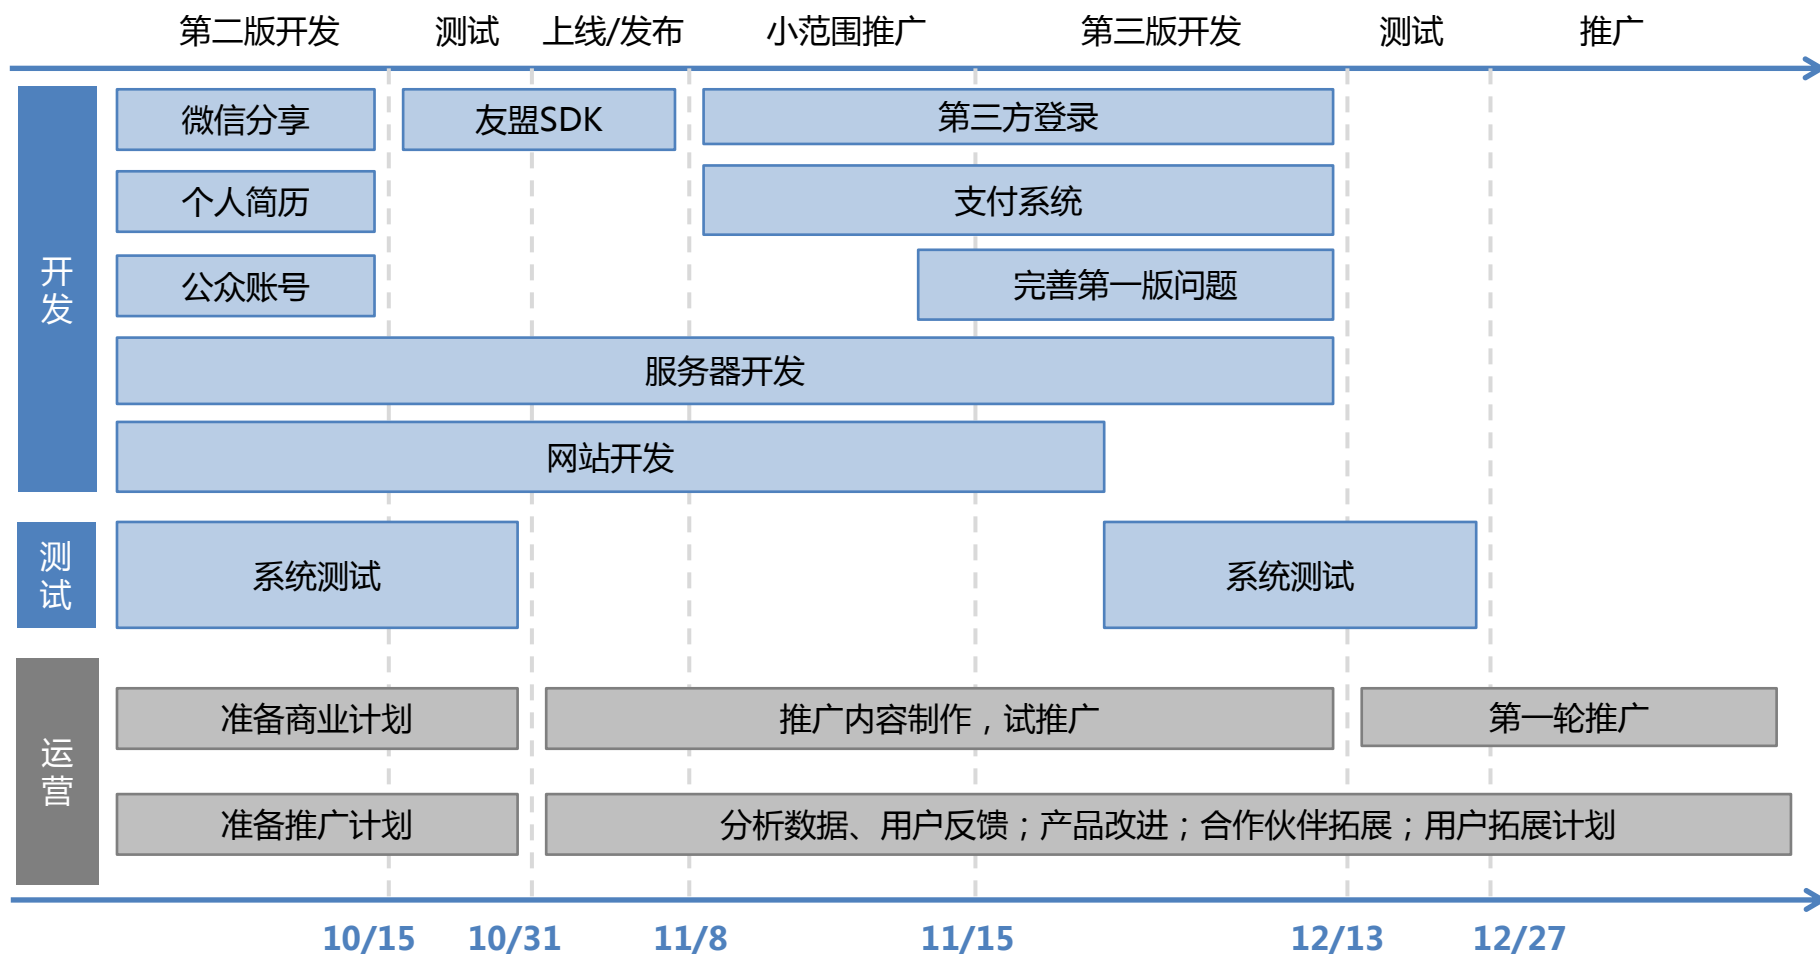 第二版开发
测试
上线/发布
小范围推广
第三版开发
测试
推广
开发
微信分享
友盟SDK
第三方登录
个人简历
支付系统
公众账号
完善第一版问题
服务器开发
网站开发
测试
系统测试
系统测试
运营
准备商业计划
推广内容制作，试推广
第一轮推广
准备推广计划
分析数据、用户反馈；产品改进；合作伙伴拓展；用户拓展计划
10/15
10/31
11/8
11/15
12/13
12/27